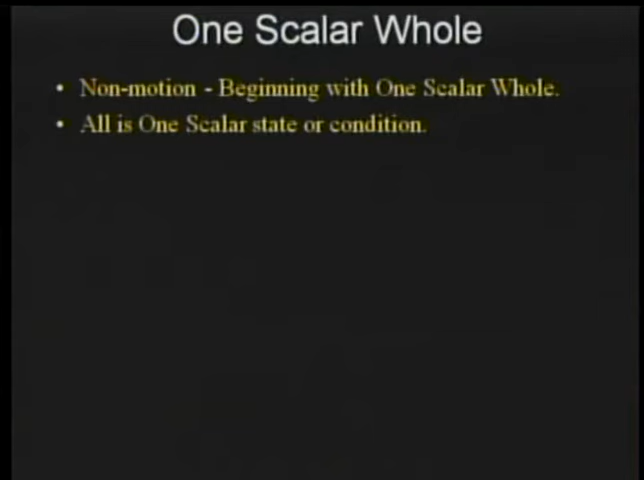 One Scalar Whole
• Non-motion - Beginning with One Scalar Whole.
• All is One Scalar state or condition.